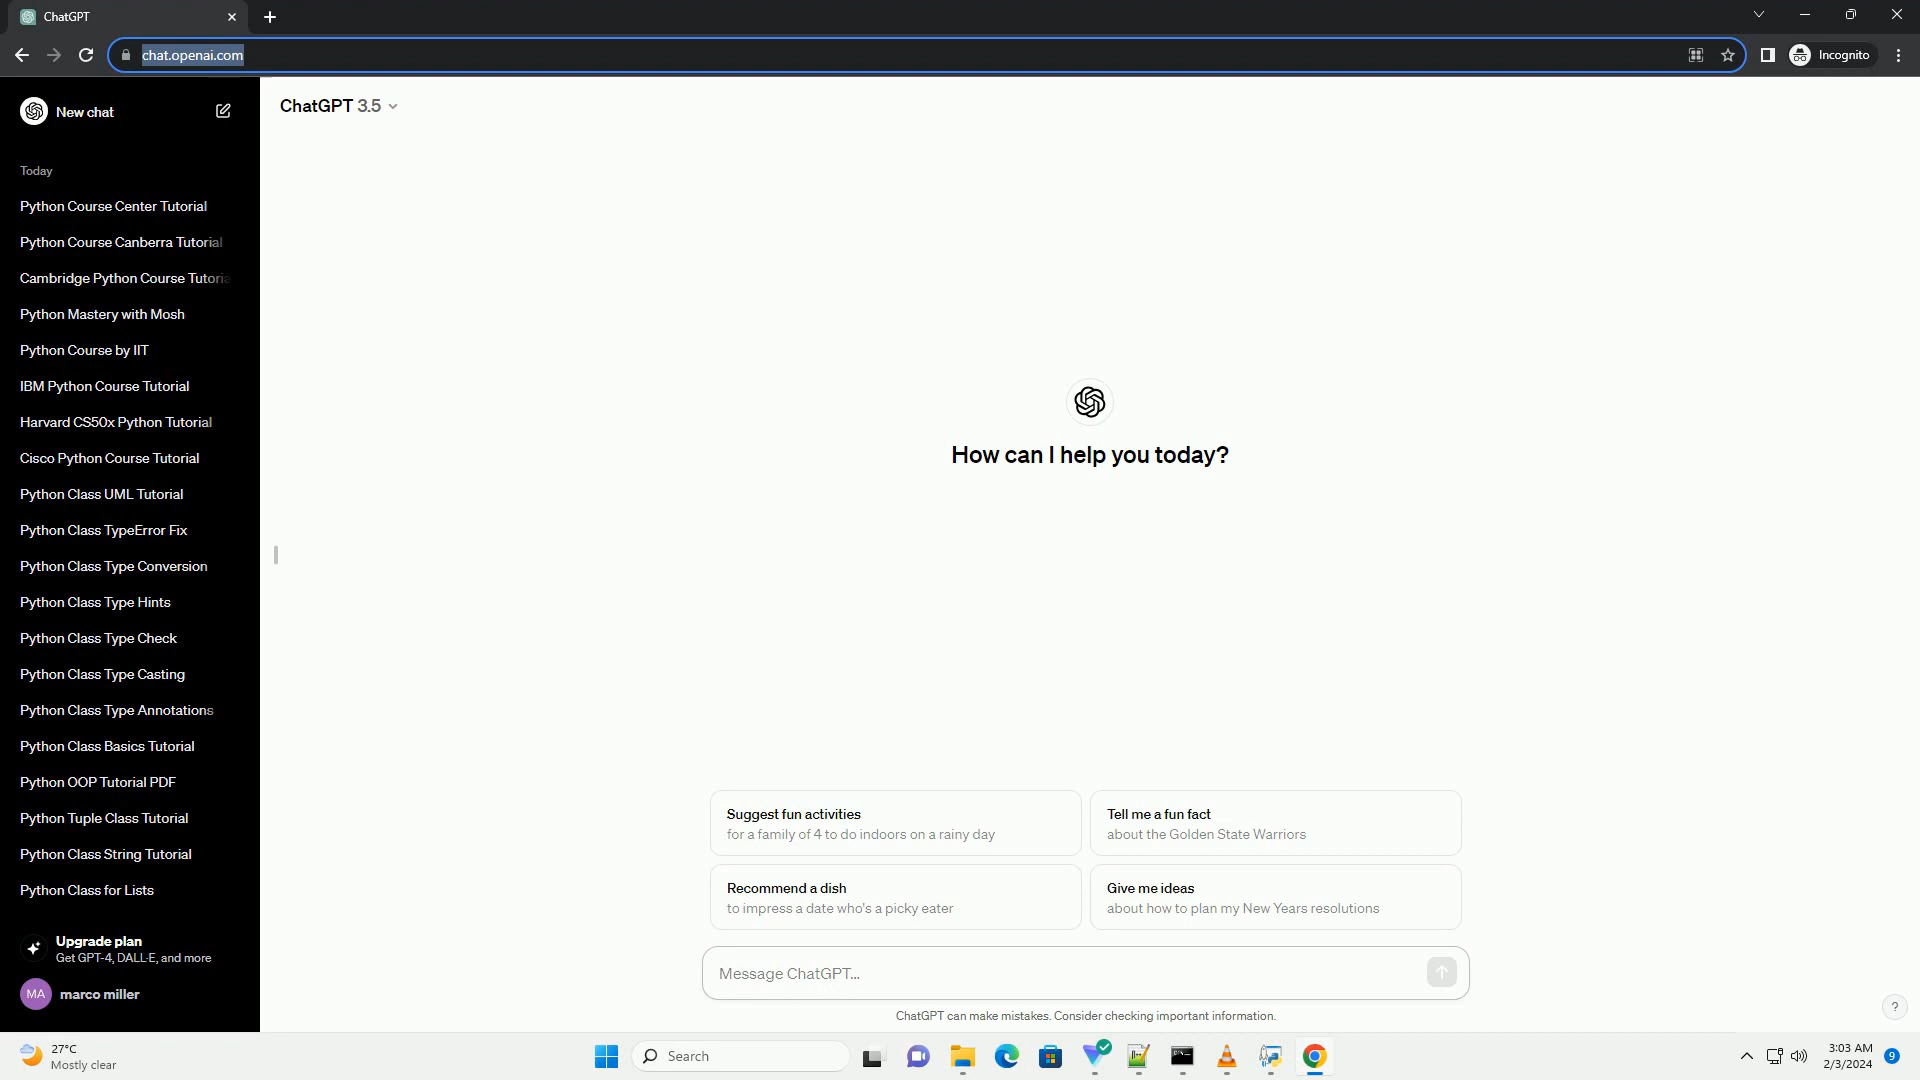 ChatGPT
chat.openai.com
Incognito
New chat
ChatGPT 3.5
Today
Python Course Center Tutorial
Python Course Canberra Tutorial
Cambridge Python Course Tutoria
Python Mastery with Mosh
Python Course by IIT
IBM Python Course Tutorial
Harvard CS50x Python Tutorial
Cisco Python Course Tutorial
Python Class UML Tutorial
Python Class TypeError Fix
Python Class Type Conversion
Python Class Type Hints
Python Class Type Check
Python Class Type Casting
Python Class Type Annotations
Python Class Basics Tutorial
Python OOP Tutorial PDF
Python Tuple Class Tutorial
Python Class String Tutorial
Python Class for Lists
Upgrade plan
Get GPT-4, DALL·E, and more
MA
marco miller
How can I help you today?
Suggest fun activities
for a family of 4 to do indoors on a rainy day
Tell me a fun fact
about the Golden State Warriors
Recommend a dish
to impress a date who's a picky eater
Give me ideas
about how to plan my New Years resolutions
Message ChatGPT...
ChatGPT can make mistakes. Consider checking important information.
?
27°C
Mostly clear
Search
3:03 AM
2/3/2024
9